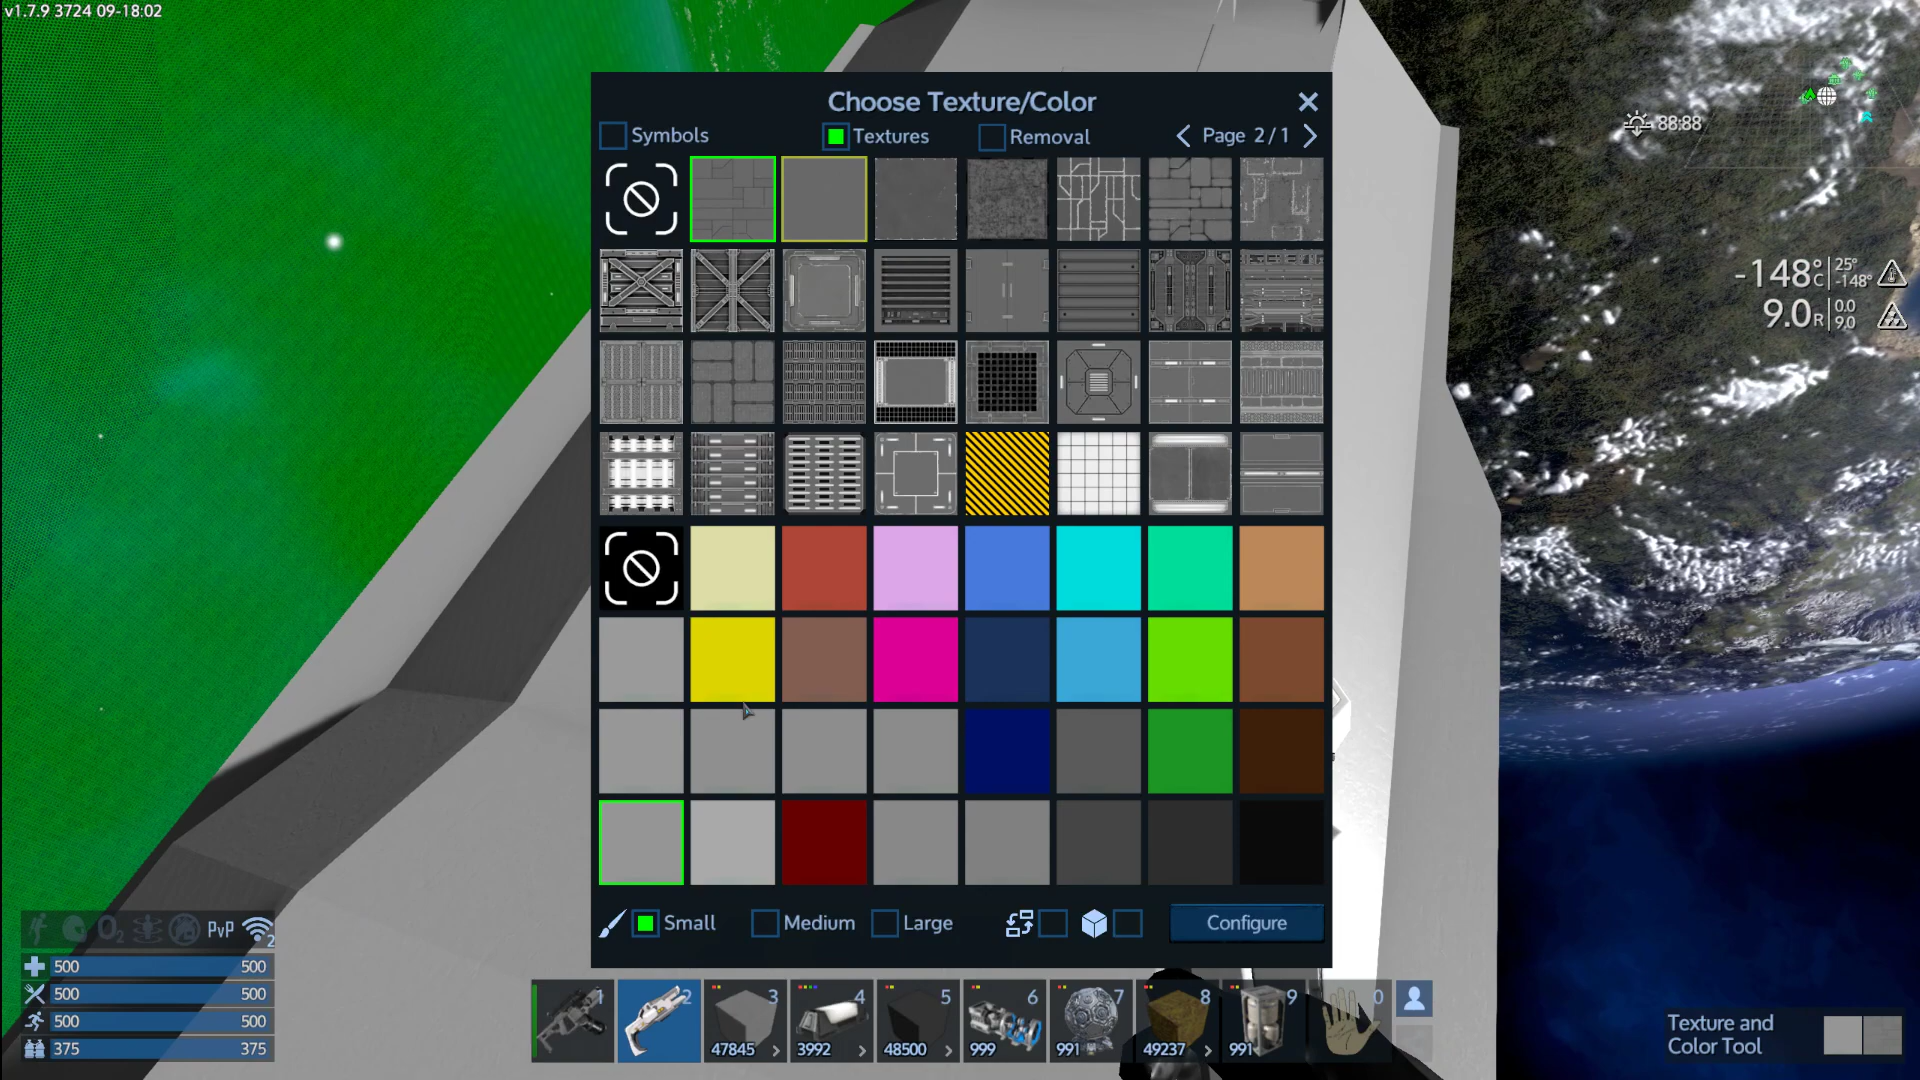 v1.7.9 3724 09-18:02
Choose Texture/Color
Symbols
Textures
Removal
Page 2/1
88:88
-148°C 25° -148°
9.0R 0.0 9.0
Small
Medium
Large
Configure
O2
PvP
2
500 500
500 500
500 500
375 375
1
2
3
4
5
6
7
8
9
0
47845
3992
48500
999
991
49237
991
Texture and
Color Tool